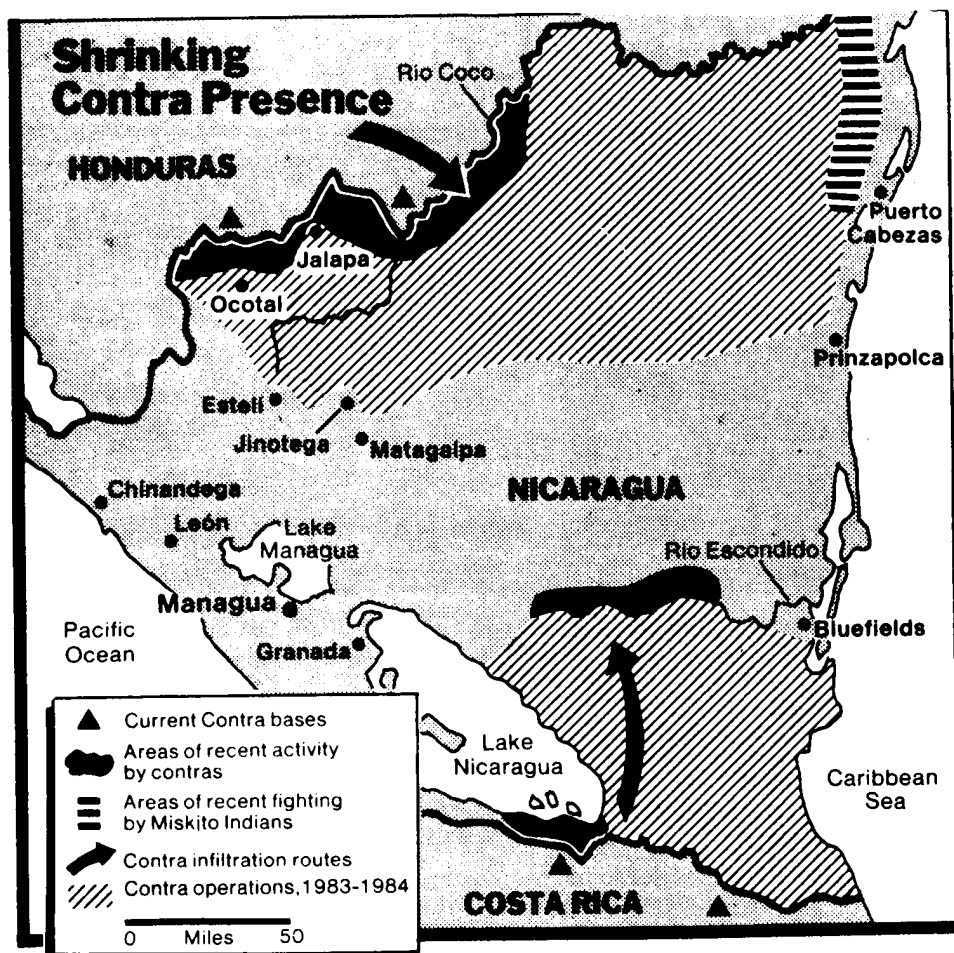 Shrinking
Contra Presence
Rio Coco
HONDURAS
Puerto
Cabezas
Jalapa
Ocotal
Prinzapolca
Estelí
Jinotega
Matagalpa
NICARAGUA
Chinandega
León
Lake
Managua
Rio Escondido
Managua
Bluefields
Pacific
Ocean
Granada
Current Contra bases
Areas of recent activity
by contras
Areas of recent fighting
by Miskito Indians
Contra infiltration routes
Contra operations, 1983-1984
0 Miles 50
Lake
Nicaragua
Caribbean
Sea
COSTA RICA